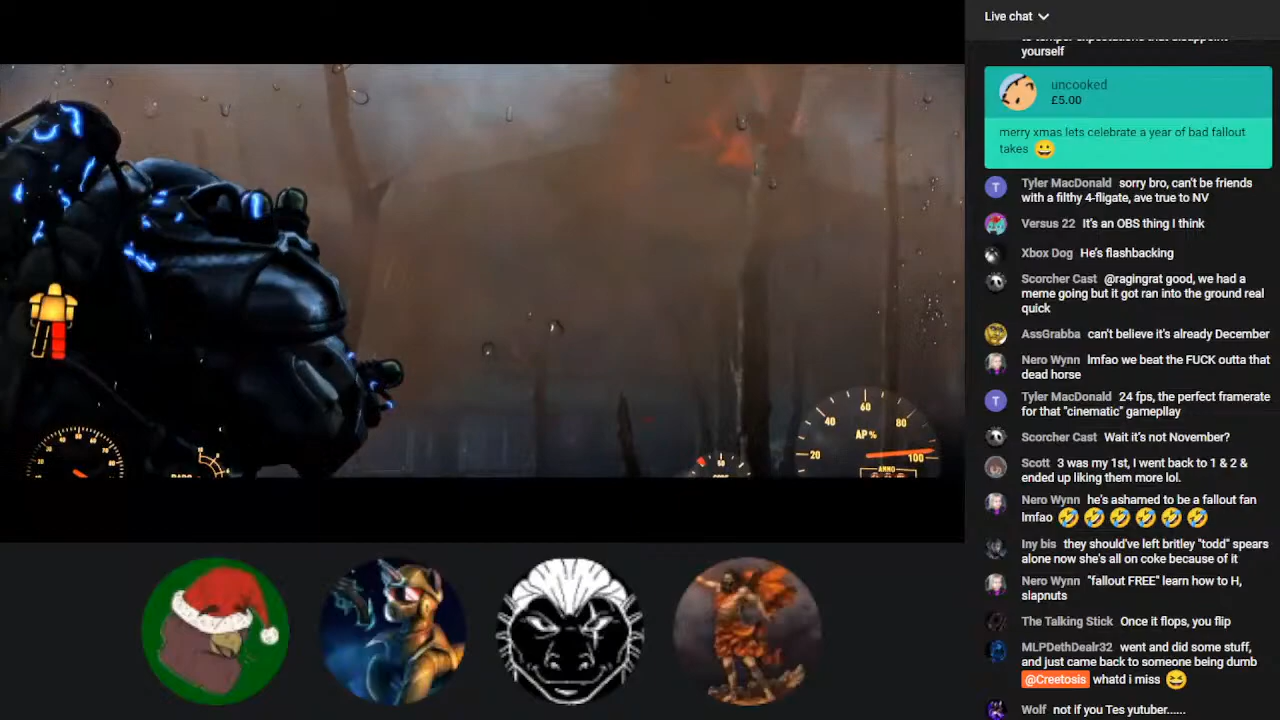 Live chat
yourself
uncooked
£5.00
merry xmas lets celebrate a year of bad fallout
takes
T Tyler MacDonald sorry bro, can't be friends
with a filthy 4-fligate, ave true to NV
Versus 22 It's an OBS thing I think
Xbox Dog He's flashbacking
Scorcher Cast @ragingrat good, we had a
meme going but it got ran into the ground real
quick
AssGrabba can't believe it's already December
Nero Wynn lmfao we beat the FUCK outta that
dead horse
T Tyler MacDonald 24 fps, the perfect framerate
for that "cinematic" gameplay
Scorcher Cast Wait it's not November?
Scott 3 was my 1st, I went back to 1 & 2 &
ended up liking them more lol.
Nero Wynn he's ashamed to be a fallout fan
lmfao 🤣🤣🤣🤣🤣🤣
Iny bis they should've left britley "todd" spears
alone now she's all on coke because of it
Nero Wynn "fallout FREE" learn how to H,
slapnuts
The Talking Stick Once it flops, you flip
MLPDethDealr32 went and did some stuff,
and just came back to someone being dumb
@Creetosis whatd i miss 😆
Wolf not if you Tes yutuber......
20 40 60 80 100
AP %
AMMO
50